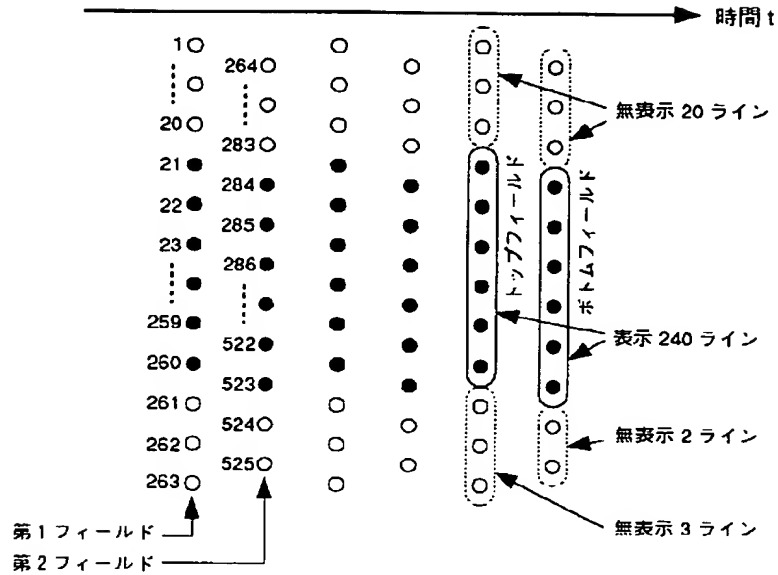 時間 t
1
20
21
22
23
259
260
261
262
263
264
283
284
285
286
522
523
524
525
トップフィールド
ボトムフィールド
無表示 20 ライン
表示 240 ライン
無表示 2 ライン
無表示 3 ライン
第1フィールド
第2フィールド